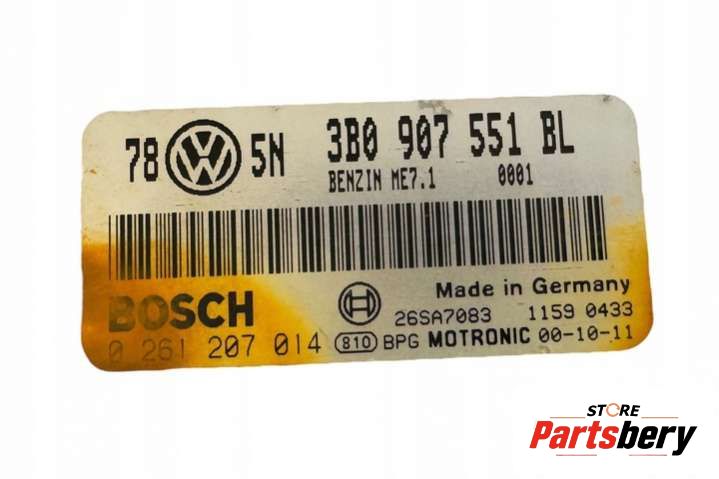 78 VW 5N 3B0 907 551 BL
BENZIN ME7.1 0001
BOSCH
Made in Germany
26SA7083 1159 0433
0 261 207 014 810 BPG MOTRONIC 00-10-11
STORE
Partsbery